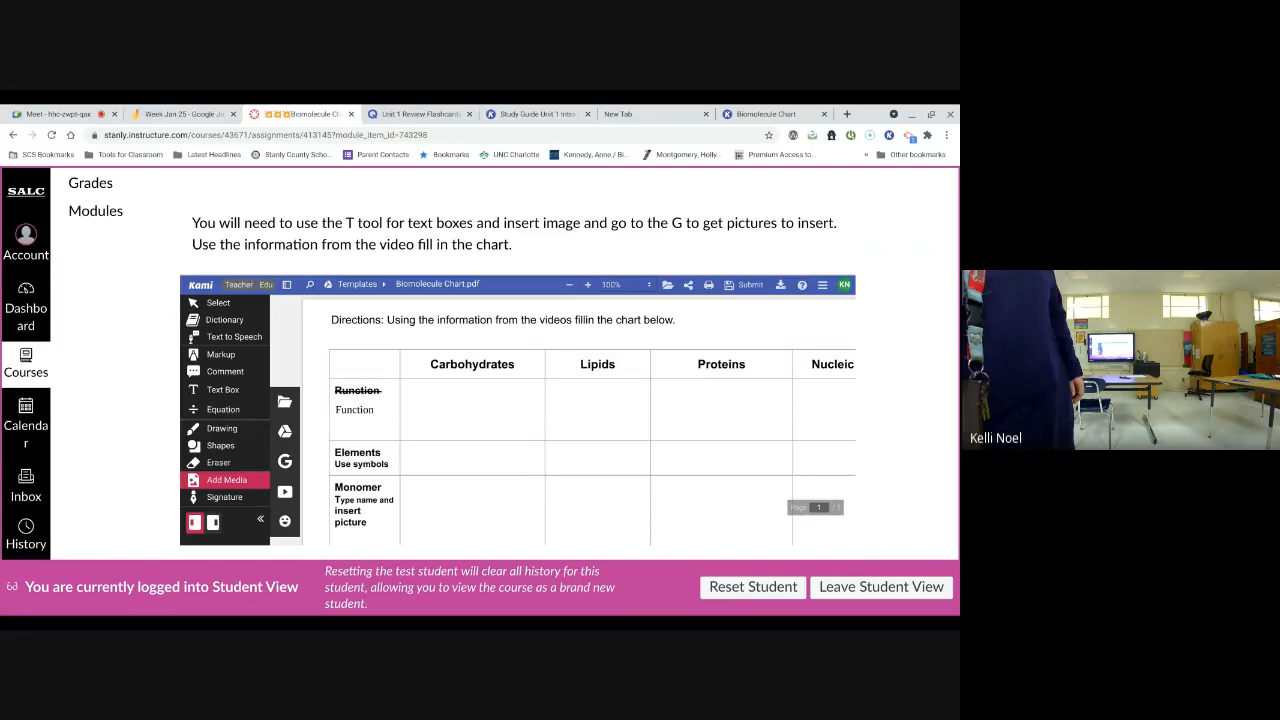 Meet - hhc-zwpt-qax
Week Jan 25 - Google Jo
Biomolecule Ch
Unit 1 Review Flashcards
Study Guide Unit 1 Intro t
New Tab
Biomolecule Chart
stanly.instructure.com/courses/43671/assignments/413145?module_item_id=743298
SCS Bookmarks
Tools for Classroom
Latest Headlines
Stanly County Scho...
Parent Contacts
Bookmarks
UNC Charlotte
Kennedy, Anne / Bi...
Montgomery, Holly...
Premium Access to...
» Other bookmarks
SALC
Account
Dashbo
ard
Courses
Calenda
r
Inbox
History
Grades
Modules
You will need to use the T tool for text boxes and insert image and go to the G to get pictures to insert.
Use the information from the video fill in the chart.
Kami Teacher Edu Templates Biomolecule Chart.pdf 100% Submit KN
Select
Dictionary
Text to Speech
Markup
Comment
Text Box
Equation
Drawing
Shapes
Eraser
Add Media
Signature
Directions: Using the information from the videos fillin the chart below.
Carbohydrates Lipids Proteins Nucleic
Runction
Function
Elements
Use symbols
Monomer
Type name and
insert
picture
Page 1 / 1
You are currently logged into Student View
Resetting the test student will clear all history for this
student, allowing you to view the course as a brand new
student.
Reset Student
Leave Student View
Kelli Noel